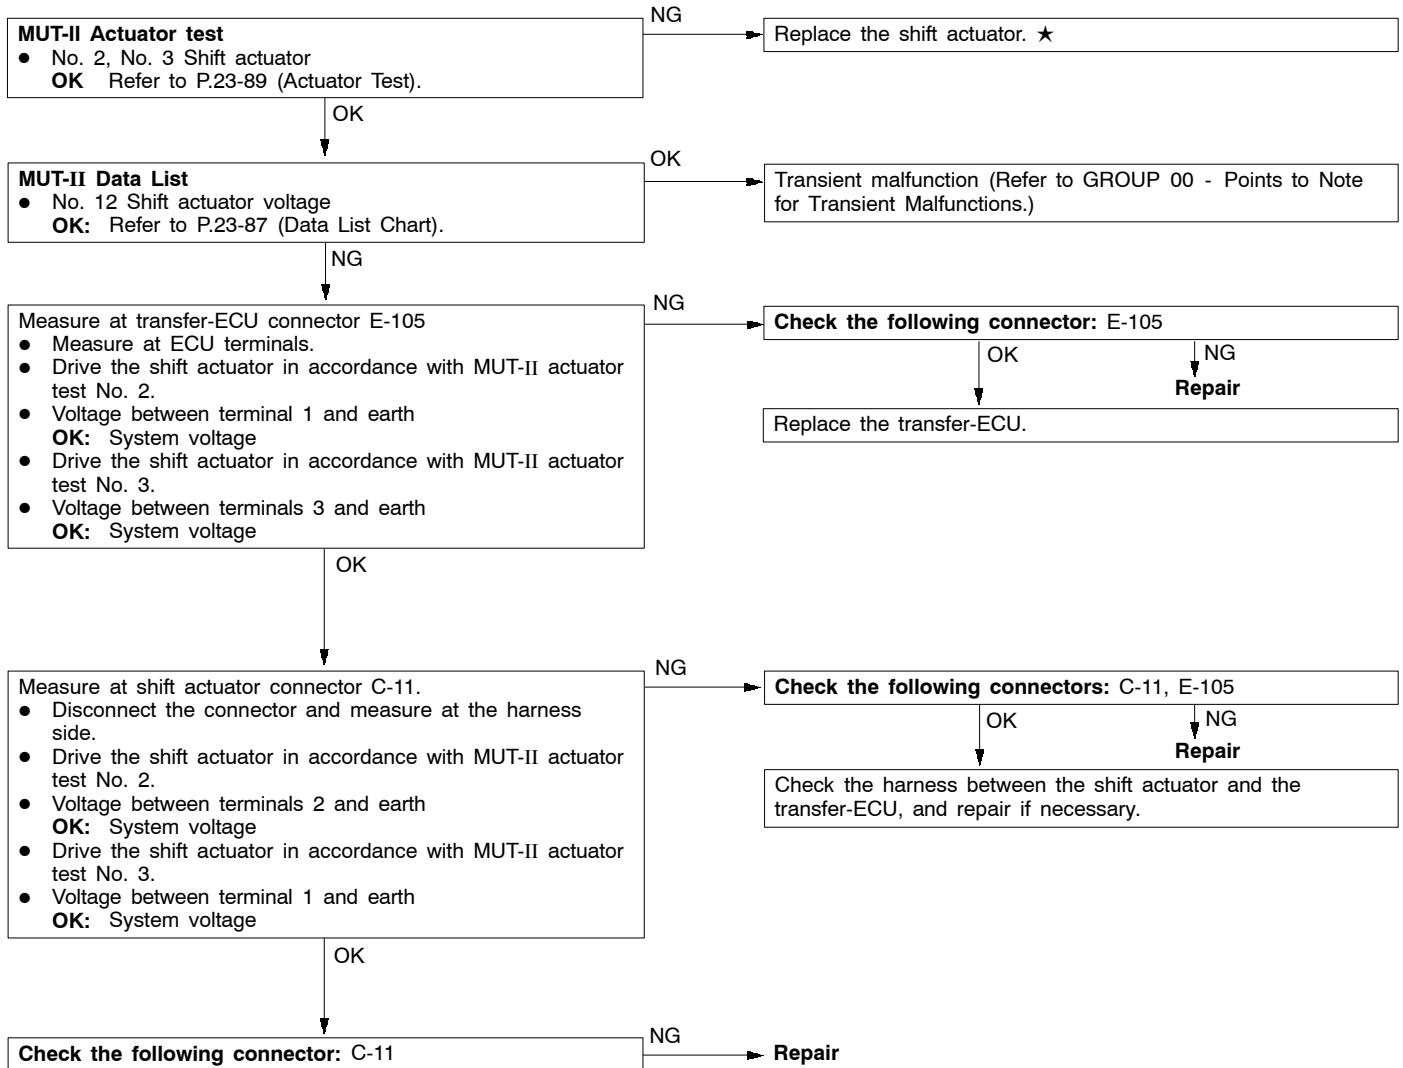 MUT-II Actuator test
● No. 2, No. 3 Shift actuator
OK Refer to P.23-89 (Actuator Test).
NG
Replace the shift actuator. ★
OK
MUT-II Data List
● No. 12 Shift actuator voltage
OK: Refer to P.23-87 (Data List Chart).
OK
Transient malfunction (Refer to GROUP 00 - Points to Note
for Transient Malfunctions.)
NG
Measure at transfer-ECU connector E-105
● Measure at ECU terminals.
● Drive the shift actuator in accordance with MUT-II actuator
test No. 2.
● Voltage between terminal 1 and earth
OK: System voltage
● Drive the shift actuator in accordance with MUT-II actuator
test No. 3.
● Voltage between terminals 3 and earth
OK: System voltage
NG
Check the following connector: E-105
OK
NG
Repair
Replace the transfer-ECU.
OK
Measure at shift actuator connector C-11.
● Disconnect the connector and measure at the harness
side.
● Drive the shift actuator in accordance with MUT-II actuator
test No. 2.
● Voltage between terminals 2 and earth
OK: System voltage
● Drive the shift actuator in accordance with MUT-II actuator
test No. 3.
● Voltage between terminal 1 and earth
OK: System voltage
NG
Check the following connectors: C-11, E-105
OK
NG
Repair
Check the harness between the shift actuator and the
transfer-ECU, and repair if necessary.
OK
Check the following connector: C-11
NG
Repair